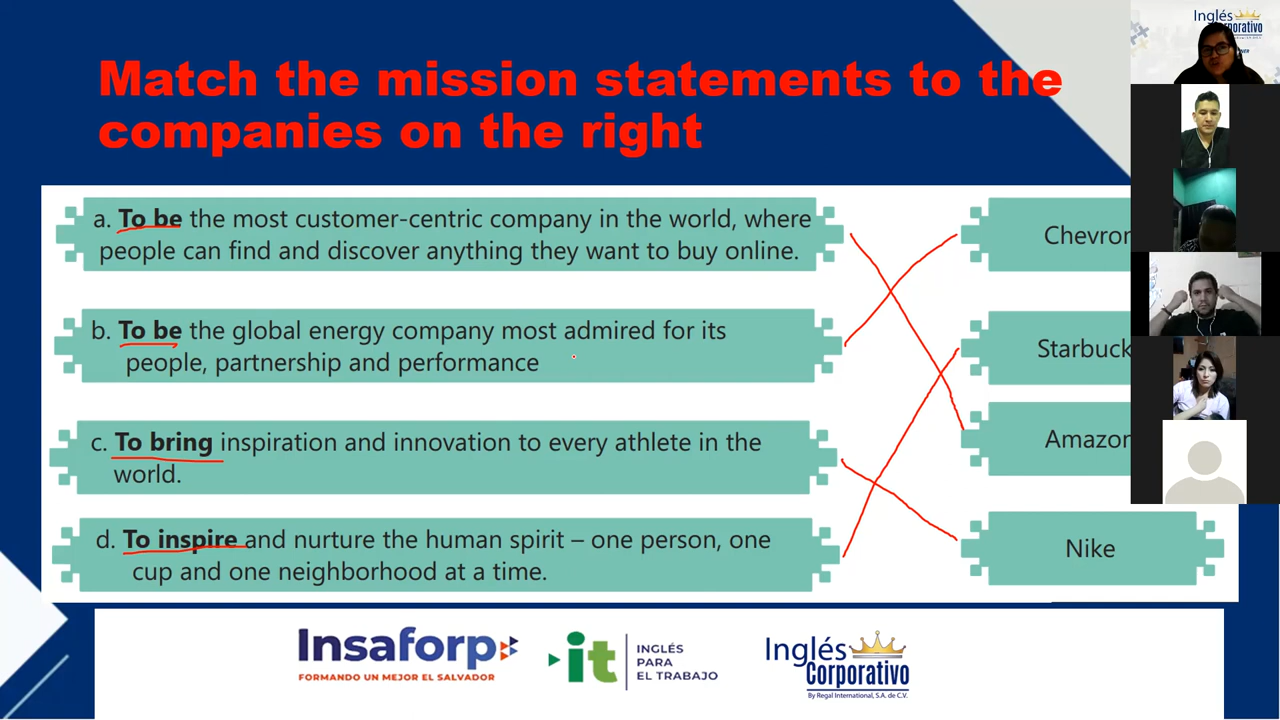 Match the mission statements to the
companies on the right
a. To be the most customer-centric company in the world, where
people can find and discover anything they want to buy online.
b. To be the global energy company most admired for its
people, partnership and performance
c. To bring inspiration and innovation to every athlete in the
world.
d. To inspire and nurture the human spirit – one person, one
cup and one neighborhood at a time.
Chevron
Starbuck
Amazon
Nike
Insaforp
FORMANDO UN MEJOR EL SALVADOR
it
INGLÉS
PARA
EL TRABAJO
Inglés
Corporativo
By Regal International, S.A. de C.V.
Inglés
Corporativo